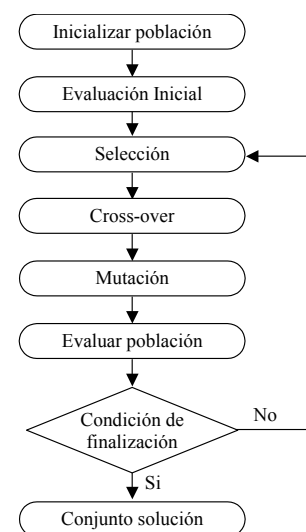 Inicializar población
Evaluación Inicial
Selección
Cross-over
Mutación
Evaluar población
Condición de
finalización
No
Si
Conjunto solución